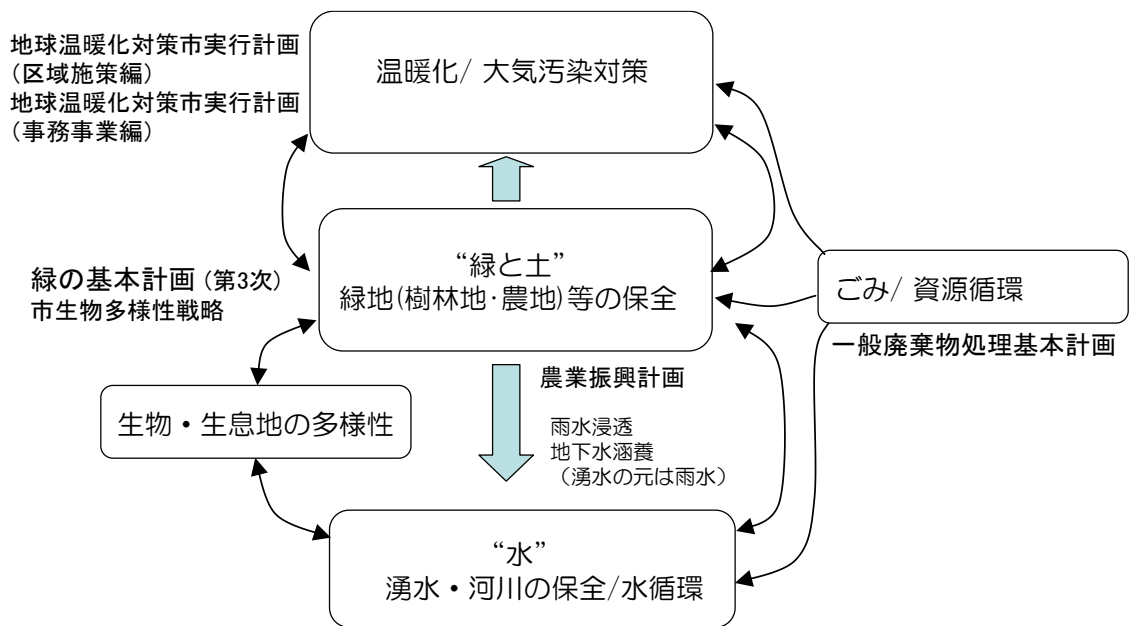 地球温暖化対策市実行計画
（区域施策編）
地球温暖化対策市実行計画
（事務事業編）
温暖化/ 大気汚染対策
“緑と土”
緑地(樹林地･農地)等の保全
緑の基本計画 (第3次)
市生物多様性戦略
ごみ/ 資源循環
一般廃棄物処理基本計画
農業振興計画
生物・生息地の多様性
雨水浸透
地下水涵養
（湧水の元は雨水）
“水”
湧水・河川の保全/水循環